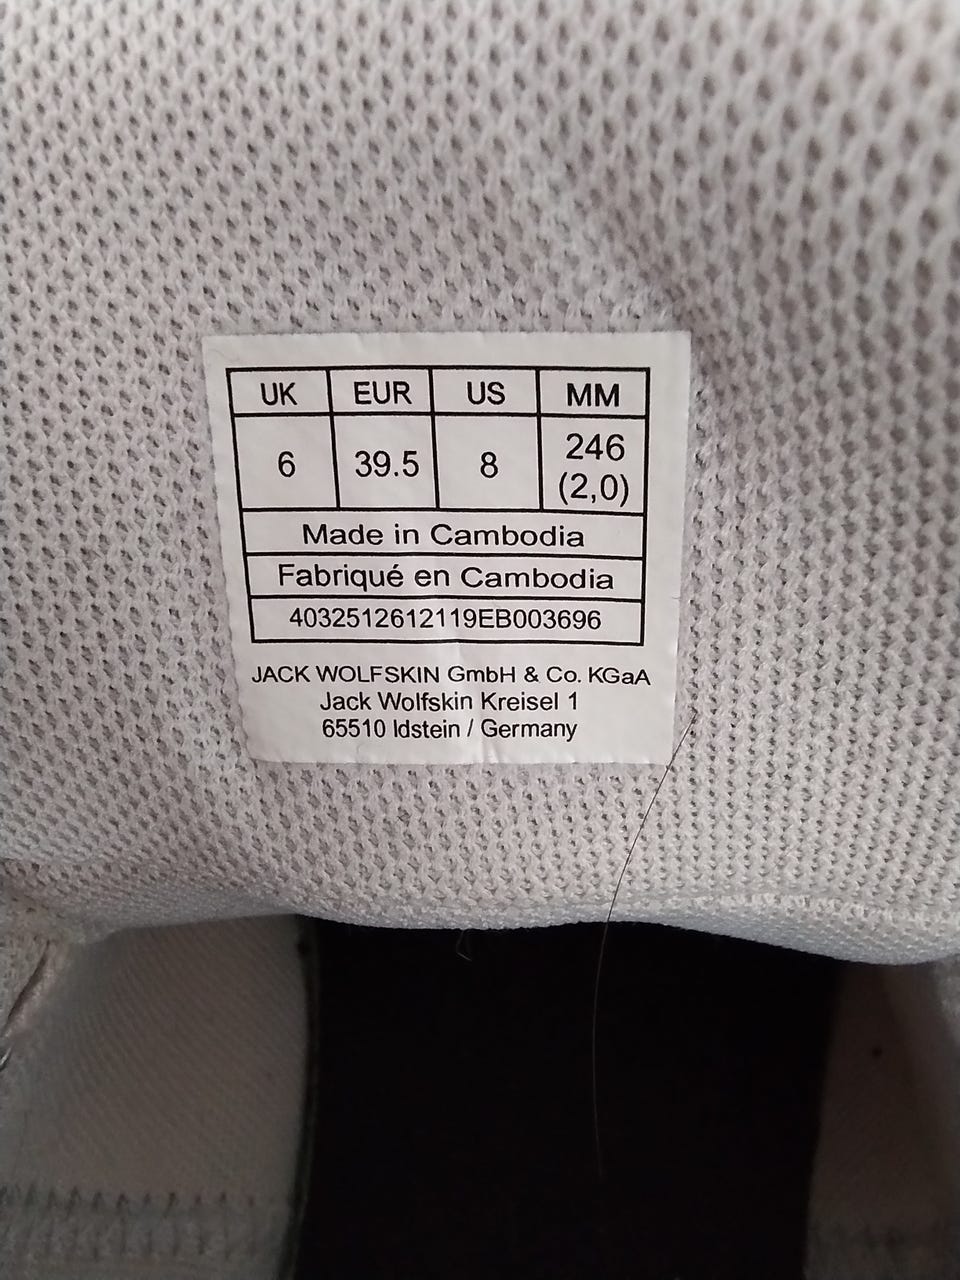 UK EUR US MM
6 39.5 8 246
(2,0)
Made in Cambodia
Fabriqué en Cambodia
4032512612119EB003696
JACK WOLFSKIN GmbH & Co. KGaA
Jack Wolfskin Kreisel 1
65510 Idstein / Germany